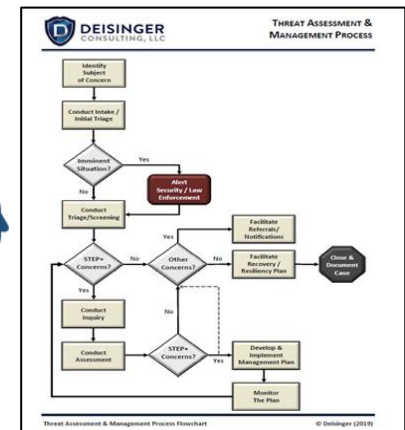 DEISINGER
CONSULTING, LLC
THREAT ASSESSMENT &
MANAGEMENT PROCESS
Identify
Subject
of Concern
Conduct Intake /
Initial Triage
Imminent
Situation?
Yes
Alert
Security / Law
Enforcement
No
Conduct
Triage/Screening
Facilitate
Referrals/
Notifications
Yes
STEP+
Concerns?
No
Other
Concerns?
No
Facilitate
Recovery /
Resiliency Plan
Close &
Document
Case
Yes
Conduct
Inquiry
No
Conduct
Assessment
STEP+
Concerns?
Yes
Develop &
Implement
Management Plan
Monitor
The Plan
Threat Assessment & Management Process Flowchart
© Deisinger (2019)